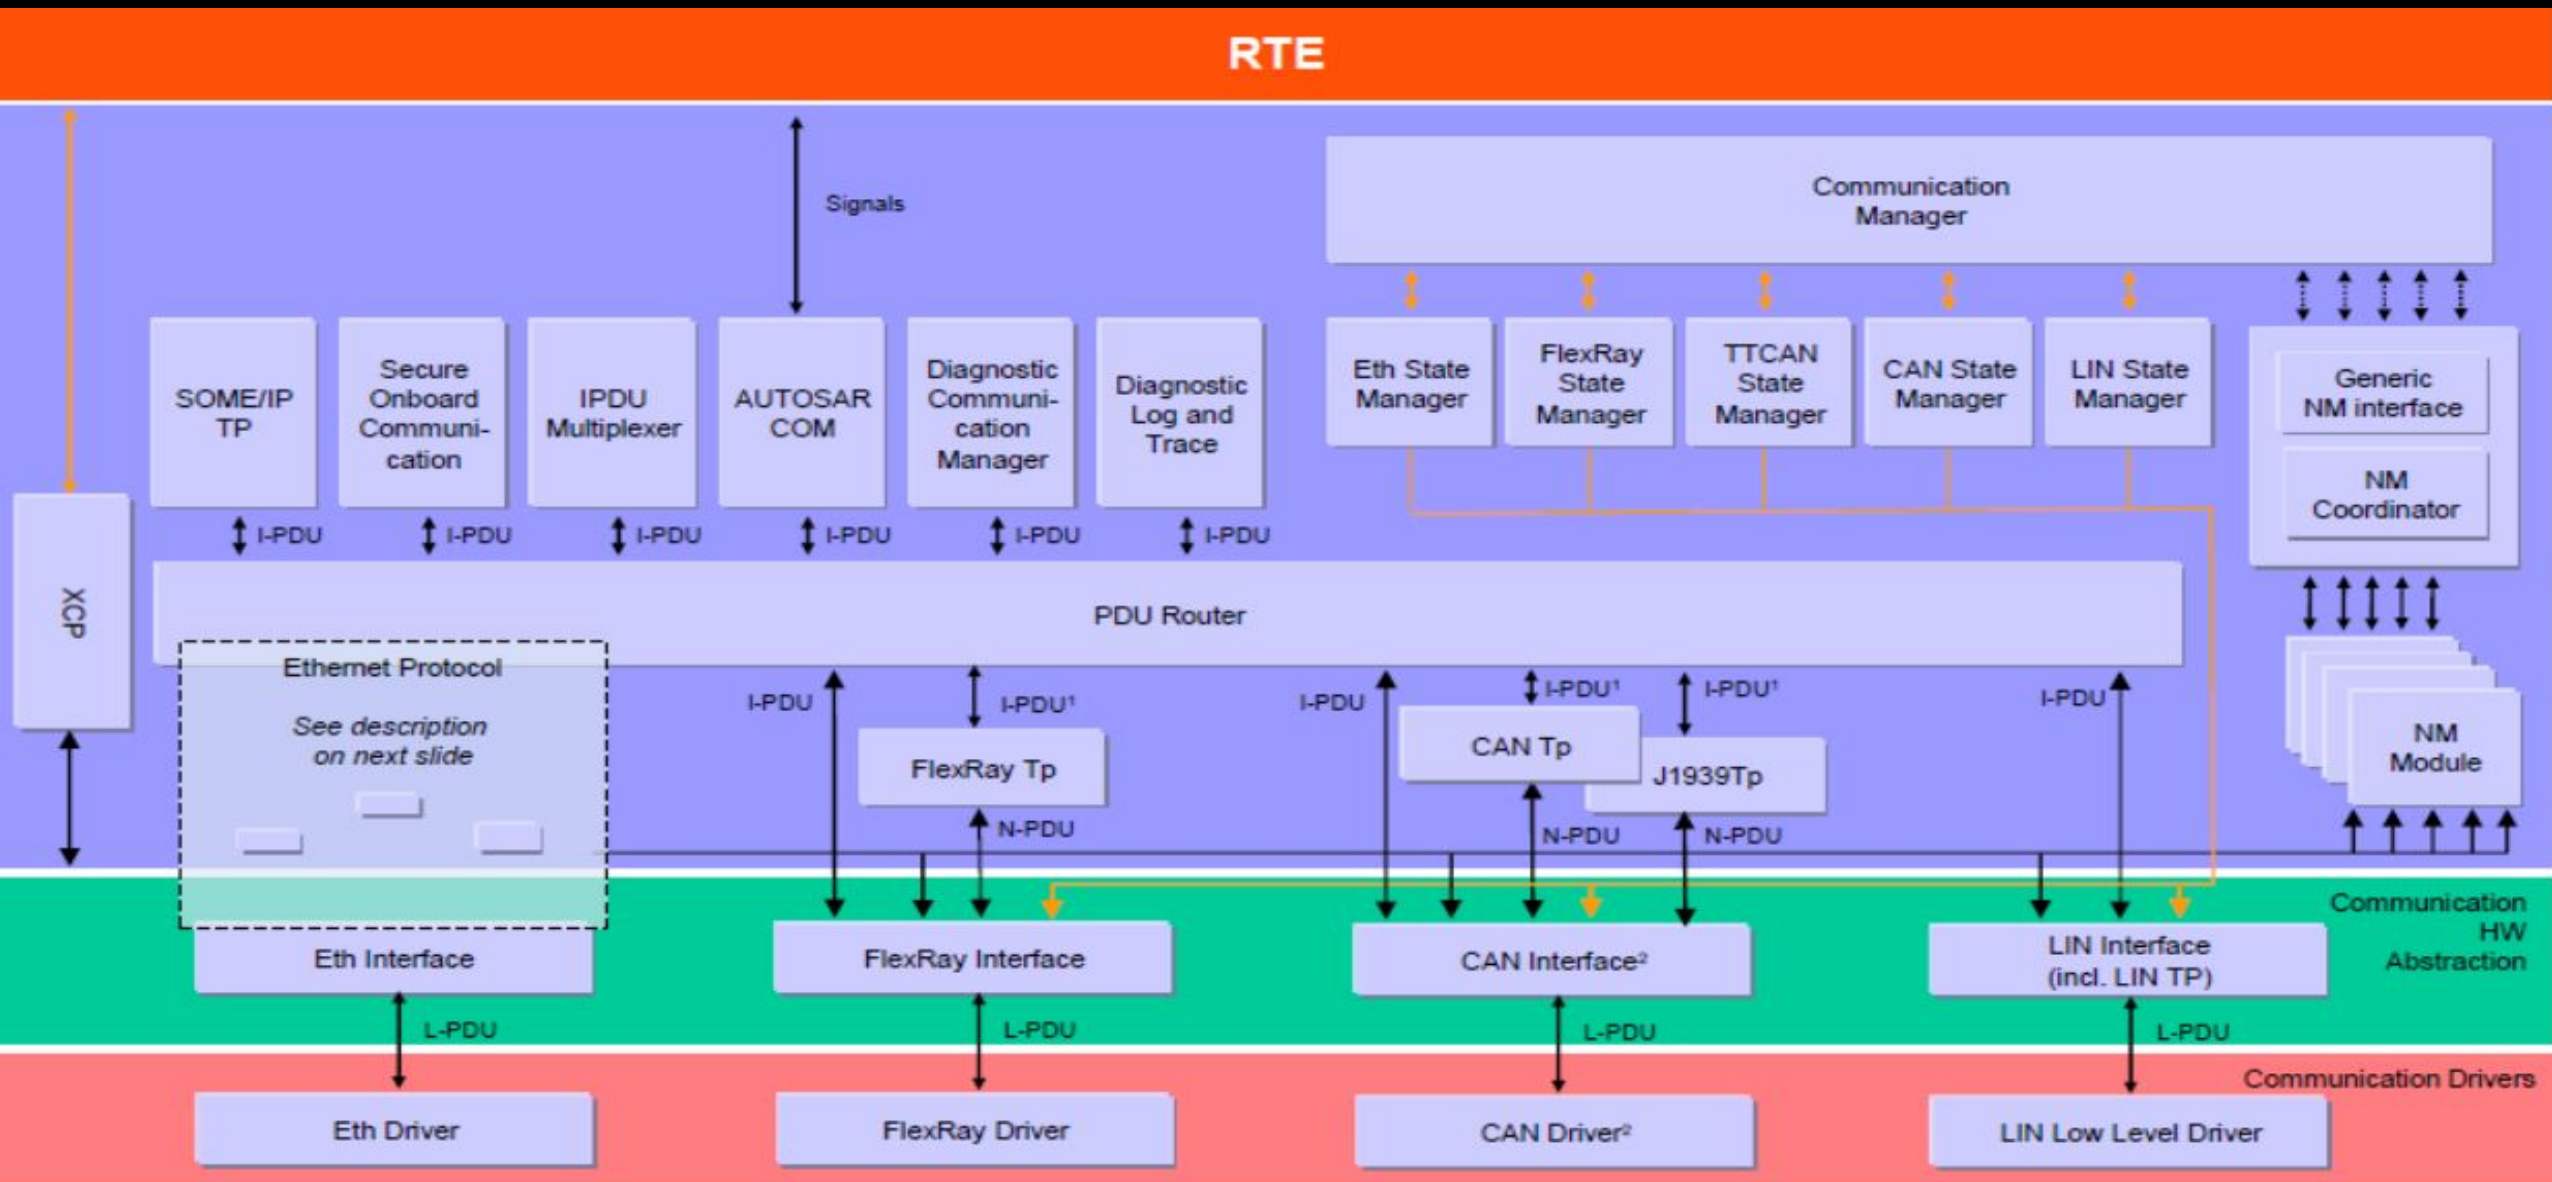 RTE
Signals
Communication
Manager
SOME/IP
TP
Secure
Onboard
Communi-
cation
IPDU
Multiplexer
AUTOSAR
COM
Diagnostic
Communi-
cation
Manager
Diagnostic
Log and
Trace
Eth State
Manager
FlexRay
State
Manager
TTCAN
State
Manager
CAN State
Manager
LIN State
Manager
Generic
NM interface
NM
Coordinator
I-PDU
I-PDU
I-PDU
I-PDU
I-PDU
I-PDU
XCP
PDU Router
Ethernet Protocol
See description
on next slide
I-PDU
I-PDU¹
I-PDU
I-PDU¹
I-PDU¹
I-PDU
FlexRay Tp
CAN Tp
J1939Tp
NM
Module
N-PDU
N-PDU
N-PDU
Communication
HW
Abstraction
Eth Interface
FlexRay Interface
CAN Interface²
LIN Interface
(incl. LIN TP)
L-PDU
L-PDU
L-PDU
L-PDU
Communication Drivers
Eth Driver
FlexRay Driver
CAN Driver²
LIN Low Level Driver